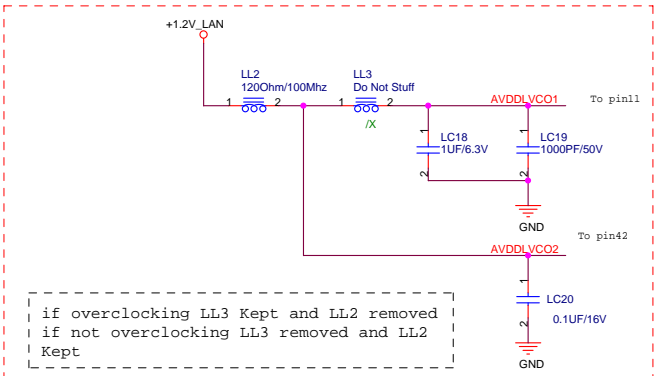 +1.2V_LAN
LL2
120Ohm/100Mhz
1 2
LL3
Do Not Stuff
1 2
/X
AVDDLVCO1
To pin11
1
LC18
1UF/6.3V
2
1
LC19
1000PF/50V
2
GND
To pin42
AVDDLVCO2
1
LC20
0.1UF/16V
2
GND
if overclocking LL3 Kept and LL2 removed
if not overclocking LL3 removed and LL2
Kept